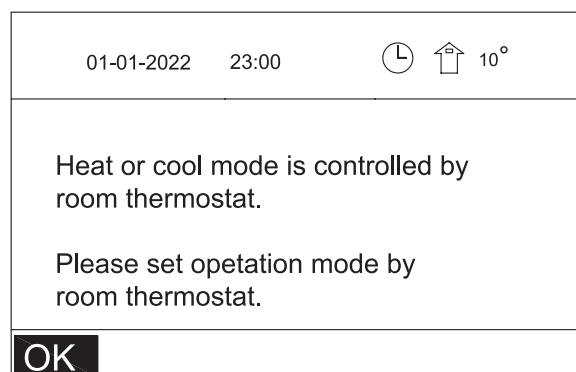 01-01-2022 23:00 10°
Heat or cool mode is controlled by
room thermostat.
Please set opetation mode by
room thermostat.
OK